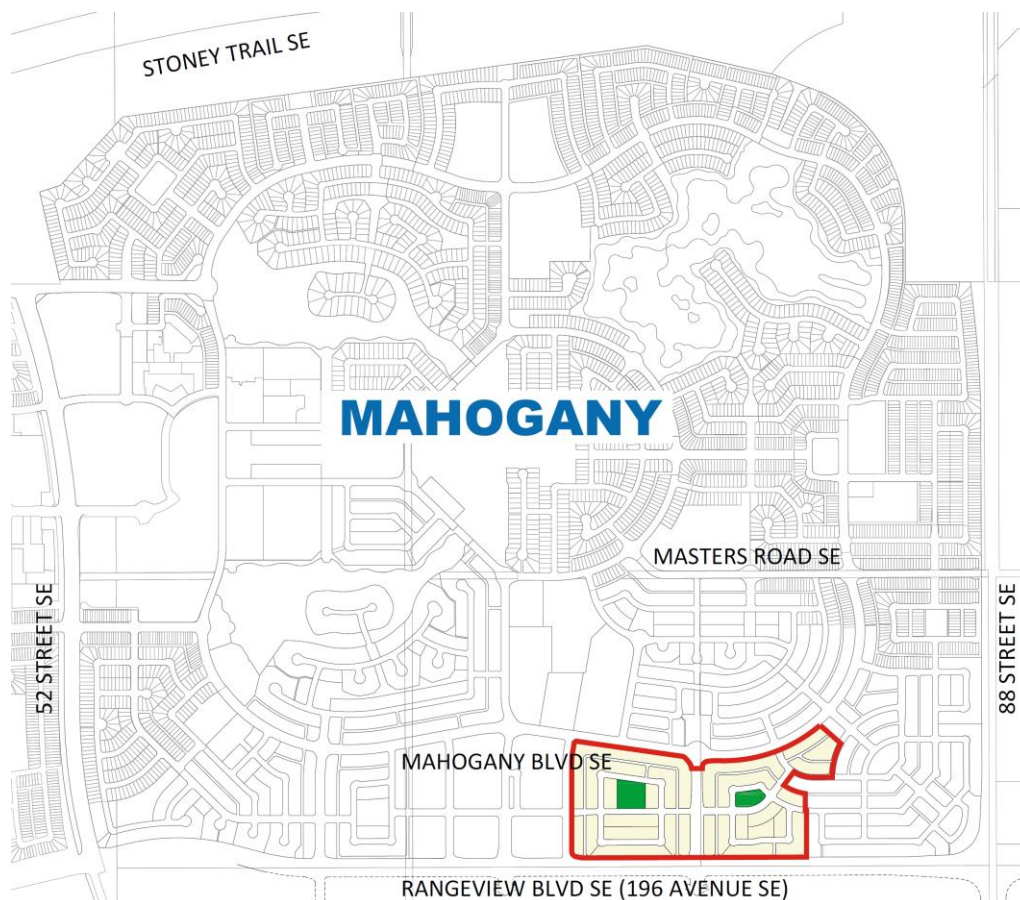 STONEY TRAIL SE
MAHOGANY
MASTERS ROAD SE
52 STREET SE
88 STREET SE
MAHOGANY BLVD SE
RANGEVIEW BLVD SE (196 AVENUE SE)